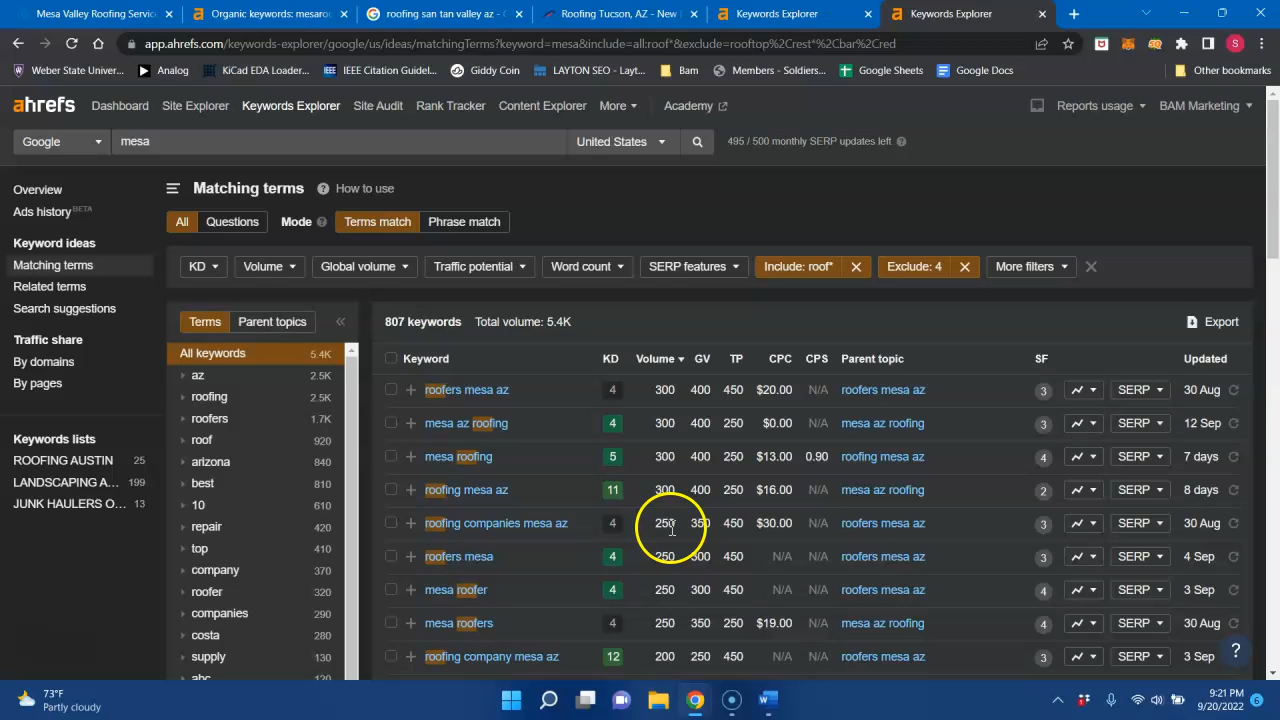 Mesa Valley Roofing Service
Organic keywords: mesaroo
roofing san tan valley az - G
Roofing Tucson, AZ - New
Keywords Explorer
Keywords Explorer
app.ahrefs.com/keywords-explorer/google/us/ideas/matchingTerms?keyword=mesa&include=all:roof*&exclude=rooftop%2Crest*%2Cbar%2Cred
S
Weber State Univer...
Analog
KiCad EDA Loader...
IEEE Citation Guidel...
Giddy Coin
LAYTON SEO - Layt...
Bam
Members - Soldiers...
Google Sheets
Google Docs
Other bookmarks
ahrefs
Dashboard
Site Explorer
Keywords Explorer
Site Audit
Rank Tracker
Content Explorer
More
Academy
Reports usage
BAM Marketing
Google
mesa
United States
495 / 500 monthly SERP updates left
Overview
Ads history BETA
Keyword ideas
Matching terms
Related terms
Search suggestions
Traffic share
By domains
By pages
Keywords lists
ROOFING AUSTIN 25
LANDSCAPING A... 199
JUNK HAULERS O... 13
Matching terms
How to use
All
Questions
Mode
Terms match
Phrase match
KD
Volume
Global volume
Traffic potential
Word count
SERP features
Include: roof*
Exclude: 4
More filters
Terms
Parent topics
All keywords 5.4K
az 2.5K
roofing 2.5K
roofers 1.7K
roof 920
arizona 840
best 810
10 510
repair 420
top 410
company 370
roofer 320
companies 290
costa 280
supply 130
abc
807 keywords Total volume: 5.4K
Export
Keyword KD Volume GV TP CPC CPS Parent topic SF Updated
roofers mesa az 4 300 400 450 $20.00 N/A roofers mesa az 3 SERP 30 Aug
mesa az roofing 4 300 400 250 $0.00 N/A mesa az roofing 3 SERP 12 Sep
mesa roofing 5 300 400 250 $13.00 0.90 roofing mesa az 4 SERP 7 days
roofing mesa az 11 300 400 250 $16.00 N/A mesa az roofing 2 SERP 8 days
roofing companies mesa az 4 250 350 450 $30.00 N/A roofers mesa az 3 SERP 30 Aug
roofers mesa 4 250 300 450 N/A N/A roofers mesa az 3 SERP 4 Sep
mesa roofer 4 250 300 450 N/A N/A roofers mesa az 4 SERP 3 Sep
mesa roofers 4 250 350 250 $19.00 N/A mesa az roofing 4 SERP 30 Aug
roofing company mesa az 12 200 250 450 N/A N/A roofers mesa az 3 SERP 3 Sep
?
73°F
Partly cloudy
9:21 PM
9/20/2022
6